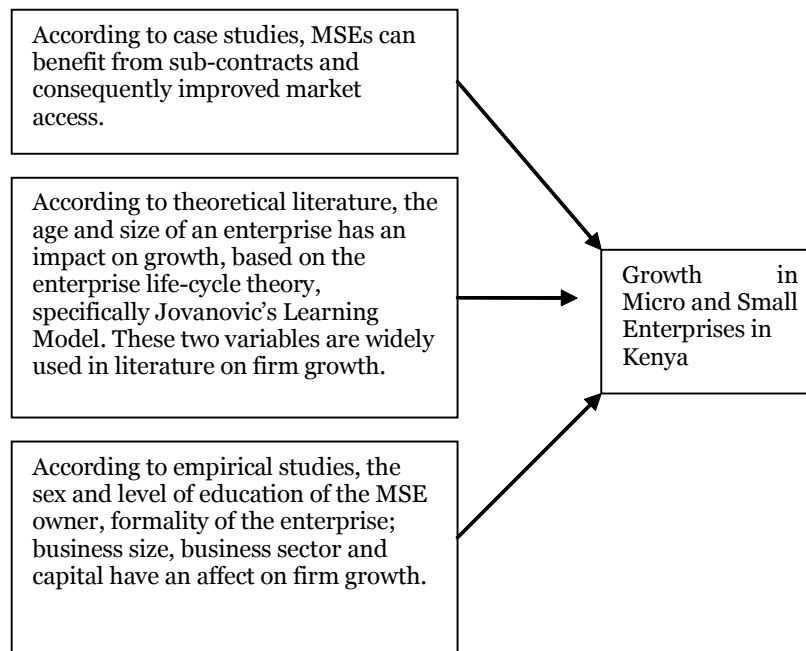 According to case studies, MSEs can
benefit from sub-contracts and
consequently improved market
access.
According to theoretical literature, the
age and size of an enterprise has an
impact on growth, based on the
enterprise life-cycle theory,
specifically Jovanovic’s Learning
Model. These two variables are widely
used in literature on firm growth.
According to empirical studies, the
sex and level of education of the MSE
owner, formality of the enterprise;
business size, business sector and
capital have an affect on firm growth.
Growth in
Micro and Small
Enterprises in
Kenya